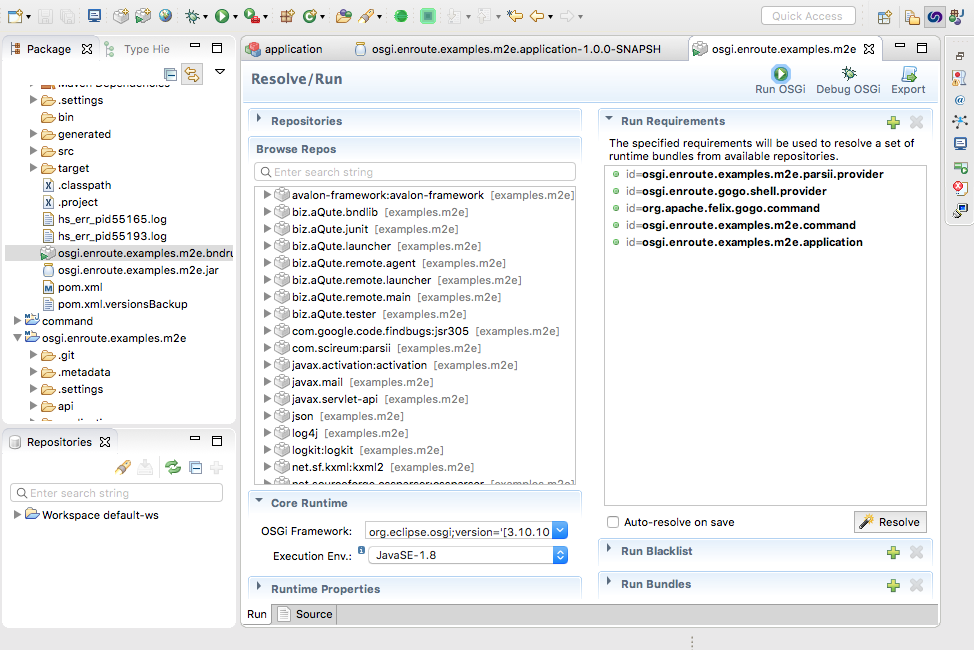 Quick Access
Package
Type Hie
.settings
bin
generated
src
target
.classpath
.project
hs_err_pid55165.log
hs_err_pid55193.log
osgi.enroute.examples.m2e.bndru
osgi.enroute.examples.m2e.jar
pom.xml
pom.xml.versionsBackup
command
osgi.enroute.examples.m2e
.git
.metadata
.settings
api
Repositories
Enter search string
Workspace default-ws
application
osgi.enroute.examples.m2e.application-1.0.0-SNAPSH
osgi.enroute.examples.m2e
Resolve/Run
Run OSGi
Debug OSGi
Export
Repositories
Browse Repos
Enter search string
avalon-framework:avalon-framework [examples.m2e]
biz.aQute.bndlib [examples.m2e]
biz.aQute.junit [examples.m2e]
biz.aQute.launcher [examples.m2e]
biz.aQute.remote.agent [examples.m2e]
biz.aQute.remote.launcher [examples.m2e]
biz.aQute.remote.main [examples.m2e]
biz.aQute.tester [examples.m2e]
com.google.code.findbugs:jsr305 [examples.m2e]
com.scireum:parsii [examples.m2e]
javax.activation:activation [examples.m2e]
javax.mail [examples.m2e]
javax.servlet-api [examples.m2e]
json [examples.m2e]
log4j [examples.m2e]
logkit:logkit [examples.m2e]
net.sf.kxml:kxml2 [examples.m2e]
Core Runtime
OSGi Framework: org.eclipse.osgi;version='[3.10.10
Execution Env.: JavaSE-1.8
Runtime Properties
Run
Source
Run Requirements
The specified requirements will be used to resolve a set of
runtime bundles from available repositories.
id=osgi.enroute.examples.m2e.parsii.provider
id=osgi.enroute.gogo.shell.provider
id=org.apache.felix.gogo.command
id=osgi.enroute.examples.m2e.command
id=osgi.enroute.examples.m2e.application
Auto-resolve on save
Resolve
Run Blacklist
Run Bundles